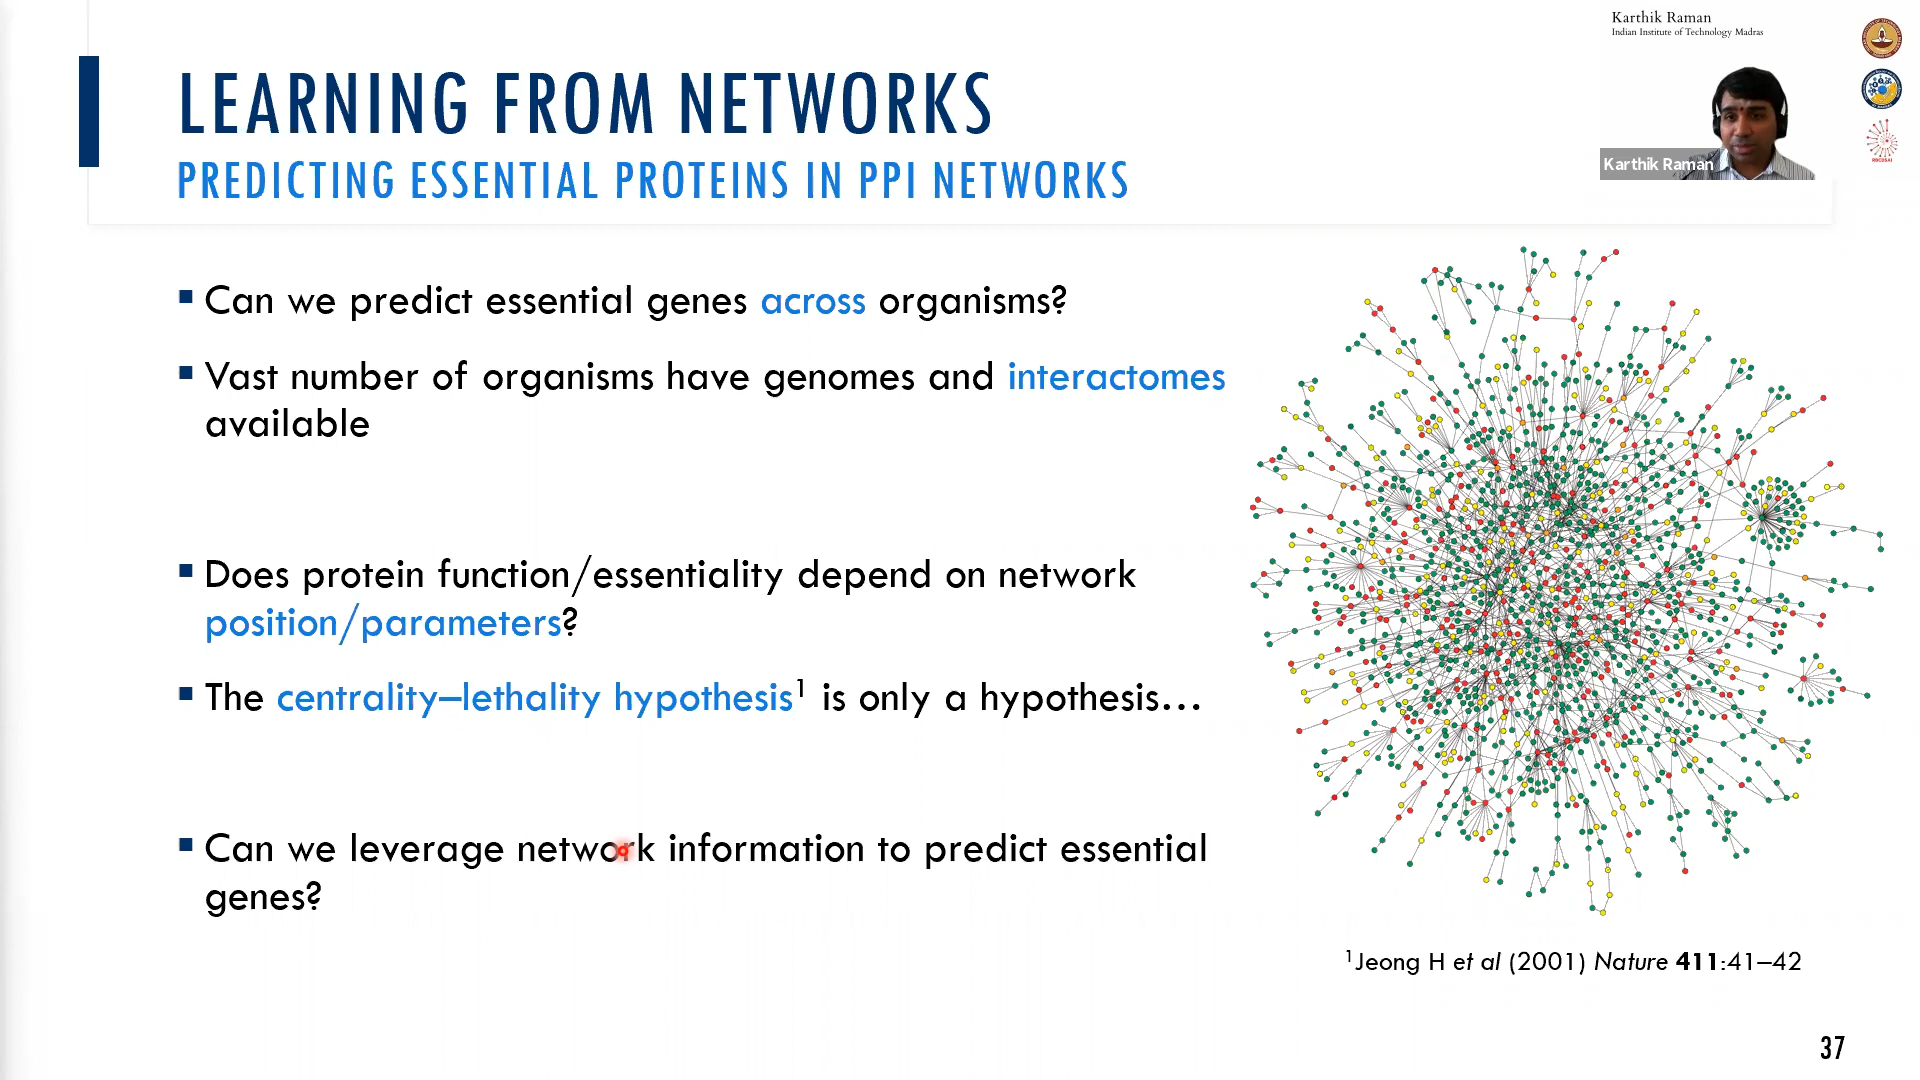 Karthik Raman
Indian Institute of Technology Madras
LEARNING FROM NETWORKS
PREDICTING ESSENTIAL PROTEINS IN PPI NETWORKS
Karthik Raman
RBCDSAI
▪ Can we predict essential genes across organisms?
▪ Vast number of organisms have genomes and interactomes
available
▪ Does protein function/essentiality depend on network
position/parameters?
▪ The centrality–lethality hypothesis¹ is only a hypothesis…
▪ Can we leverage network information to predict essential
genes?
¹Jeong H et al (2001) Nature 411:41–42
37